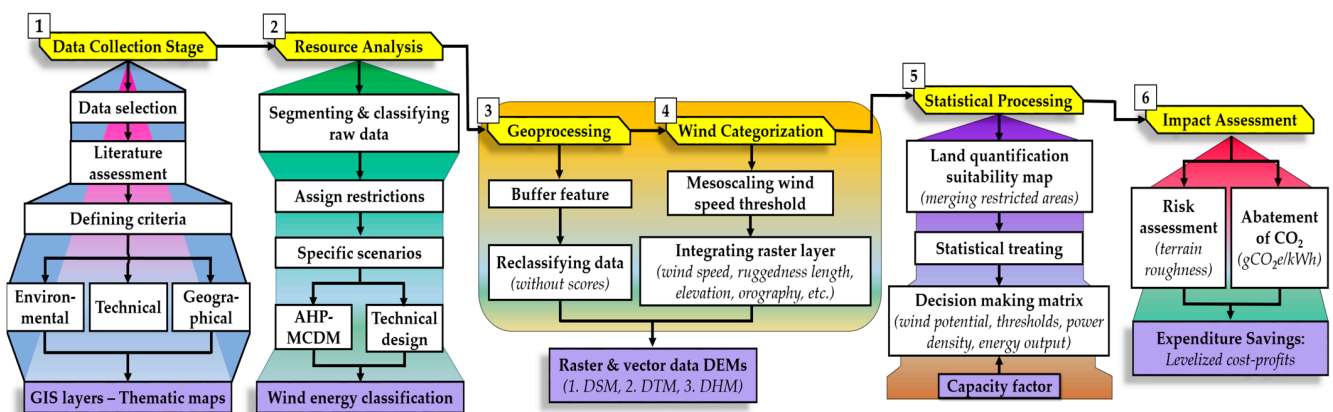 1
Data Collection Stage
Data selection
Literature
assessment
Defining criteria
Environ-
mental
Technical
Geogra-
phical
GIS layers – Thematic maps
2
Resource Analysis
Segmenting & classifying
raw data
Assign restrictions
Specific scenarios
AHP-
MCDM
Technical
design
Wind energy classification
3
Geoprocessing
Buffer feature
Reclassifying data
(without scores)
4
Wind Categorization
Mesoscaling wind
speed threshold
Integrating raster layer
(wind speed, ruggedness length,
elevation, orography, etc.)
Raster & vector data DEMs
(1. DSM, 2. DTM, 3. DHM)
5
Statistical Processing
Land quantification
suitability map
(merging restricted areas)
Statistical treating
Decision making matrix
(wind potential, thresholds, power
density, energy output)
Capacity factor
6
Impact Assessment
Risk
assessment
(terrain
roughness)
Abatement
of CO₂
(gCO₂e/kWh)
Expenditure Savings:
Levelized cost-profits